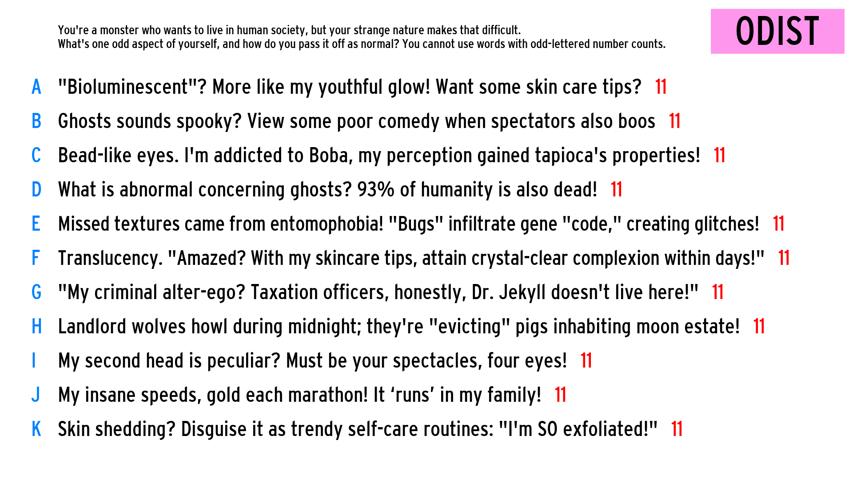 You're a monster who wants to live in human society, but your strange nature makes that difficult.
What's one odd aspect of yourself, and how do you pass it off as normal? You cannot use words with odd-lettered number counts.
ODIST
A "Bioluminescent"? More like my youthful glow! Want some skin care tips? 11
B Ghosts sounds spooky? View some poor comedy when spectators also boos 11
C Bead-like eyes. I'm addicted to Boba, my perception gained tapioca's properties! 11
D What is abnormal concerning ghosts? 93% of humanity is also dead! 11
E Missed textures came from entomophobia! "Bugs" infiltrate gene "code," creating glitches! 11
F Translucency. "Amazed? With my skincare tips, attain crystal-clear complexion within days!" 11
G "My criminal alter-ego? Taxation officers, honestly, Dr. Jekyll doesn't live here!" 11
H Landlord wolves howl during midnight; they're "evicting" pigs inhabiting moon estate! 11
I My second head is peculiar? Must be your spectacles, four eyes! 11
J My insane speeds, gold each marathon! It ‘runs’ in my family! 11
K Skin shedding? Disguise it as trendy self-care routines: "I'm SO exfoliated!" 11